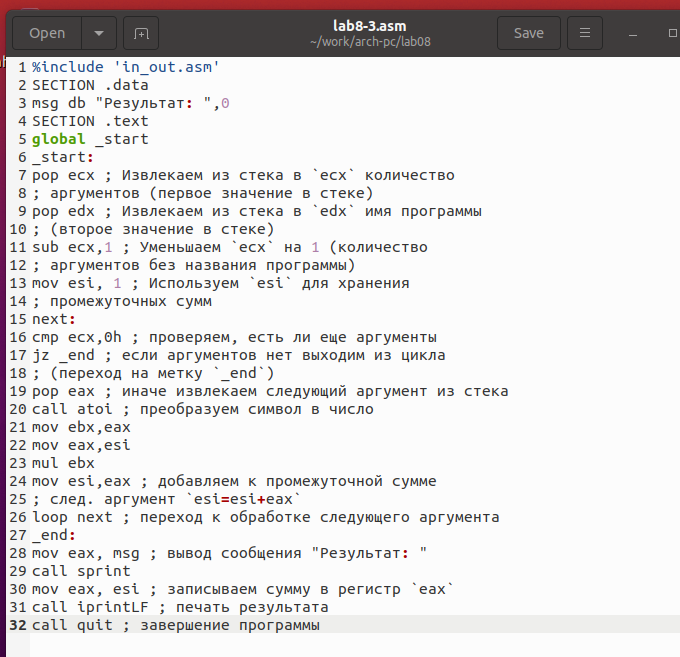 Open
lab8-3.asm
~/work/arch-pc/lab08
Save
1 %include 'in_out.asm'
2 SECTION .data
3 msg db "Результат: ",0
4 SECTION .text
5 global _start
6 _start:
7 pop ecx ; Извлекаем из стека в `ecx` количество
8 ; аргументов (первое значение в стеке)
9 pop edx ; Извлекаем из стека в `edx` имя программы
10 ; (второе значение в стеке)
11 sub ecx,1 ; Уменьшаем `ecx` на 1 (количество
12 ; аргументов без названия программы)
13 mov esi, 1 ; Используем `esi` для хранения
14 ; промежуточных сумм
15 next:
16 cmp ecx,0h ; проверяем, есть ли еще аргументы
17 jz _end ; если аргументов нет выходим из цикла
18 ; (переход на метку `_end`)
19 pop eax ; иначе извлекаем следующий аргумент из стека
20 call atoi ; преобразуем символ в число
21 mov ebx,eax
22 mov eax,esi
23 mul ebx
24 mov esi,eax ; добавляем к промежуточной сумме
25 ; след. аргумент `esi=esi+eax`
26 loop next ; переход к обработке следующего аргумента
27 _end:
28 mov eax, msg ; вывод сообщения "Результат: "
29 call sprint
30 mov eax, esi ; записываем сумму в регистр `eax`
31 call iprintLF ; печать результата
32 call quit ; завершение программы